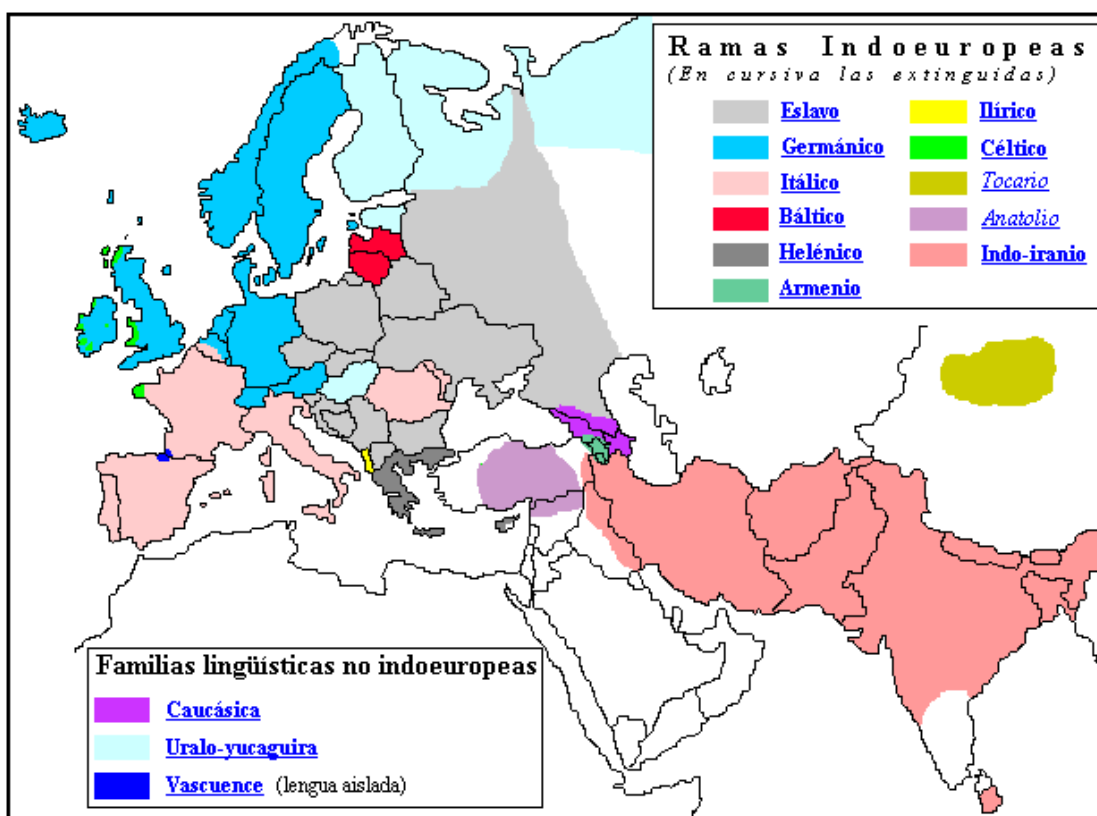 Ramas Indoeuropeas
(En cursiva las extinguidas)
Eslavo
Germánico
Itálico
Báltico
Helénico
Armenio
Ilírico
Céltico
Tocario
Anatolio
Indo-iranio
Familias lingüísticas no indoeuropeas
Caucásica
Uralo-yucaguira
Vascuence (lengua aislada)